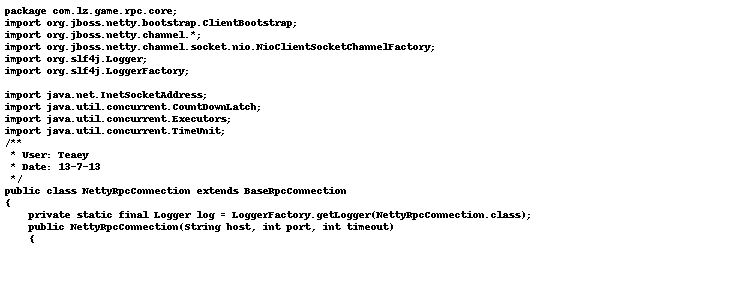 package com.lz.game.rpc.core;
import org.jboss.netty.bootstrap.ClientBootstrap;
import org.jboss.netty.channel.*;
import org.jboss.netty.channel.socket.nio.NioClientSocketChannelFactory;
import org.slf4j.Logger;
import org.slf4j.LoggerFactory;

import java.net.InetSocketAddress;
import java.util.concurrent.CountDownLatch;
import java.util.concurrent.Executors;
import java.util.concurrent.TimeUnit;
/**
 * User: Teaey
 * Date: 13-7-13
 */
public class NettyRpcConnection extends BaseRpcConnection
{
    private static final Logger log = LoggerFactory.getLogger(NettyRpcConnection.class);
    public NettyRpcConnection(String host, int port, int timeout)
    {